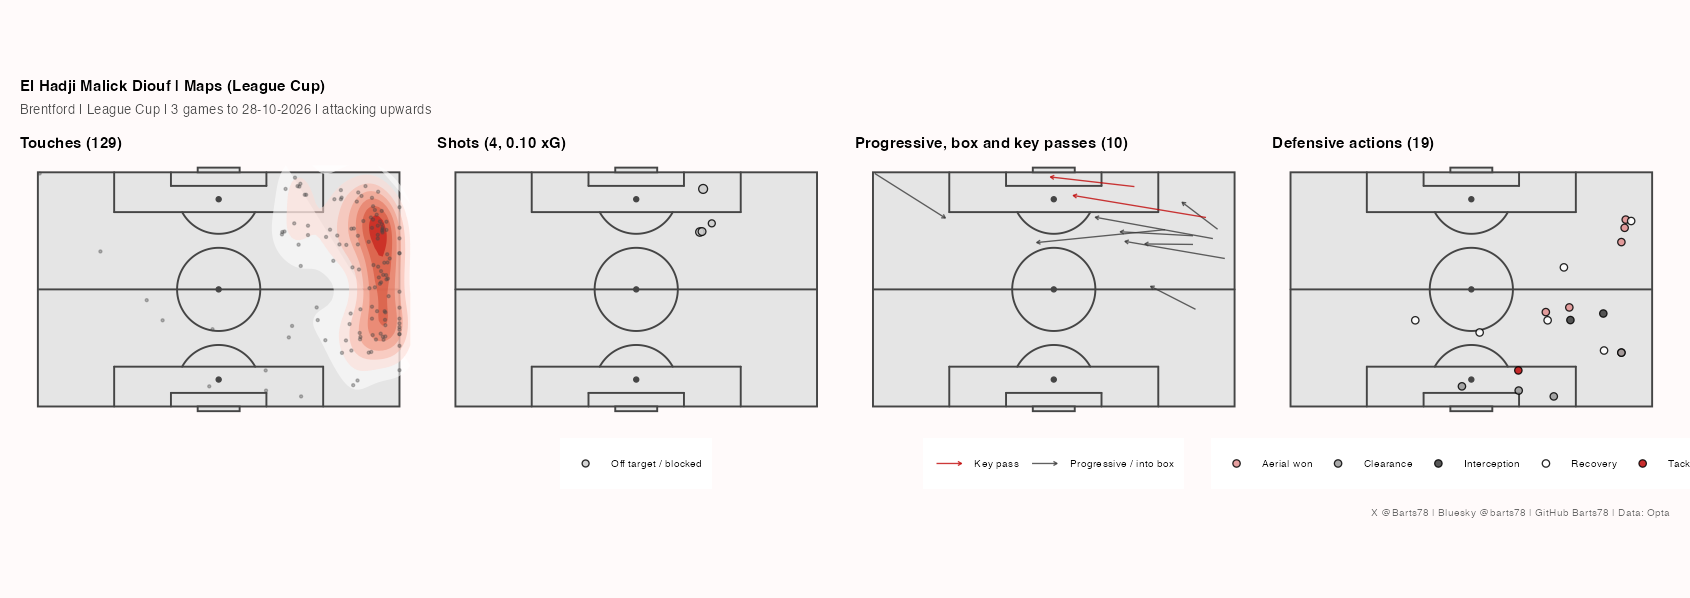 El Hadji Malick Diouf | Maps (League Cup)
Brentford | League Cup | 3 games to 28-10-2026 | attacking upwards
Touches (129)
Shots (4, 0.10 xG)
Progressive, box and key passes (10)
Defensive actions (19)
Off target / blocked
Key pass
Progressive / into box
Aerial won
Clearance
Interception
Recovery
Tack
X @Barts78 | Bluesky @barts78 | GitHub Barts78 | Data: Opta